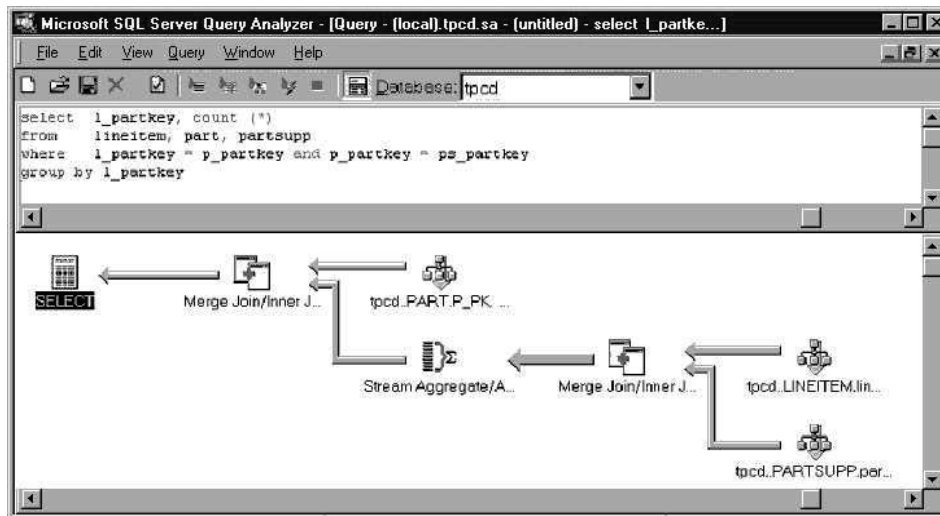 Microsoft SQL Server Query Analyzer - [Query - (local).tpcd.sa - (untitled) - select l_partke...]
File Edit View Query Window Help
Database: tpcd
select l_partkey, count (*)
from lineitem, part, partsupp
where l_partkey = p_partkey and p_partkey = ps_partkey
group by l_partkey
SELECT
Merge Join/Inner J...
tpcd..PART.P_PK, ...
Stream Aggregate/A...
Merge Join/Inner J...
tpcd..LINEITEM.lin...
tpcd..PARTSUPP.par...